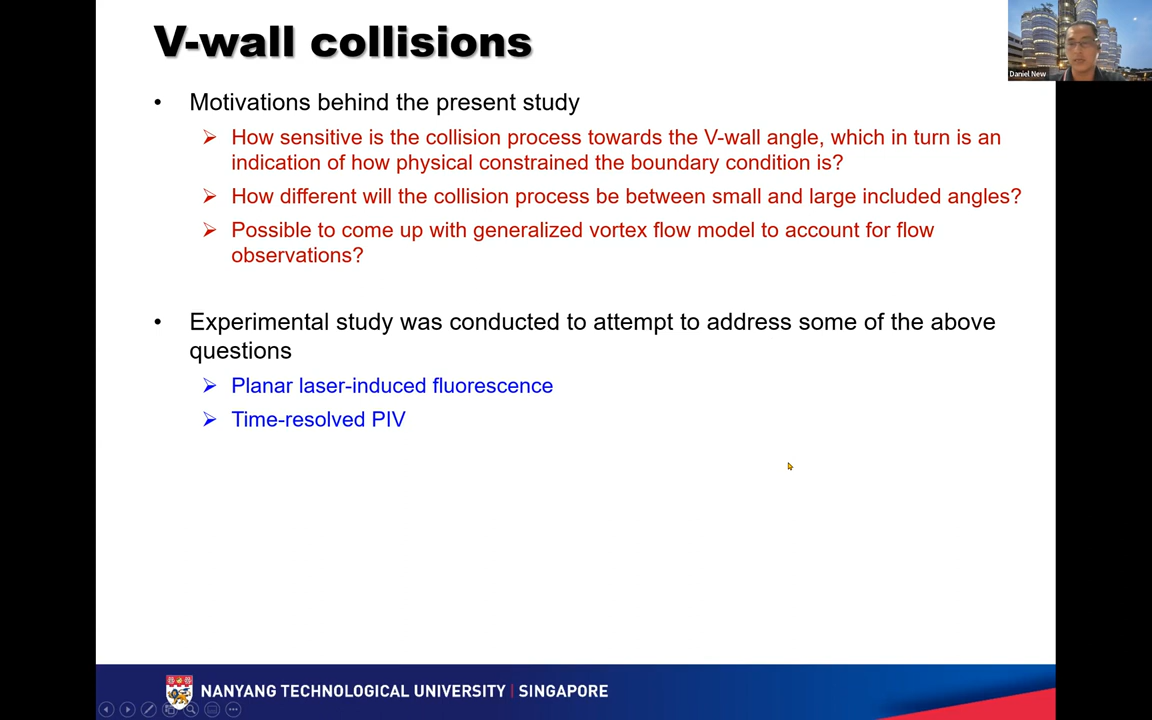 V-wall collisions
Daniel New
• Motivations behind the present study
How sensitive is the collision process towards the V-wall angle, which in turn is an
indication of how physical constrained the boundary condition is?
How different will the collision process be between small and large included angles?
Possible to come up with generalized vortex flow model to account for flow
observations?
• Experimental study was conducted to attempt to address some of the above
questions
Planar laser-induced fluorescence
Time-resolved PIV
NANYANG TECHNOLOGICAL UNIVERSITY | SINGAPORE